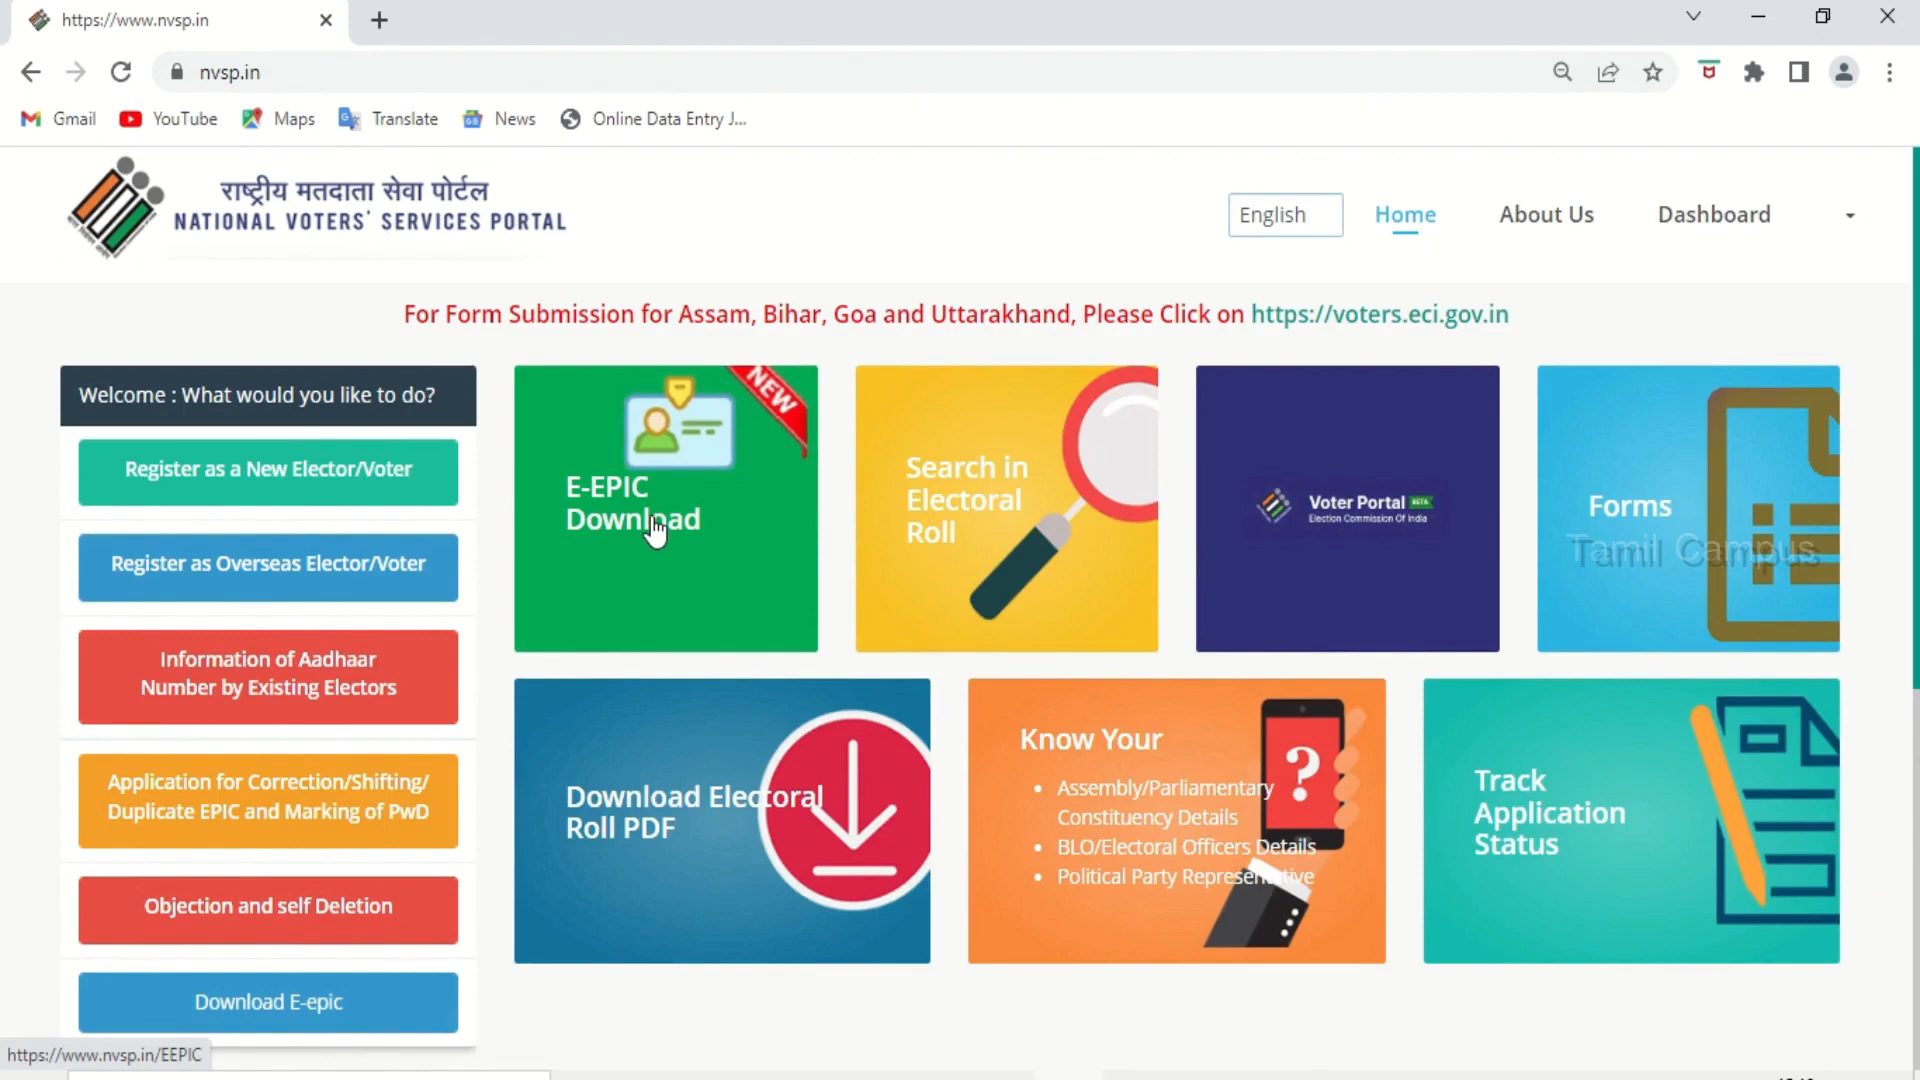 https://www.nvsp.in
nvsp.in
Gmail
YouTube
Maps
Translate
News
Online Data Entry J...
राष्ट्रीय मतदाता सेवा पोर्टल
NATIONAL VOTERS' SERVICES PORTAL
English
Home
About Us
Dashboard
For Form Submission for Assam, Bihar, Goa and Uttarakhand, Please Click on https://voters.eci.gov.in
Welcome : What would you like to do?
Register as a New Elector/Voter
Register as Overseas Elector/Voter
Information of Aadhaar
Number by Existing Electors
Application for Correction/Shifting/
Duplicate EPIC and Marking of PwD
Objection and self Deletion
Download E-epic
NEW
E-EPIC
Download
Search in
Electoral
Roll
Voter Portal BETA
Election Commission Of India
Forms
Tamil Campus
Download Electoral
Roll PDF
Know Your
• Assembly/Parliamentary
Constituency Details
• BLO/Electoral Officers Details
• Political Party Representative
?
Track
Application
Status
https://www.nvsp.in/EEPIC